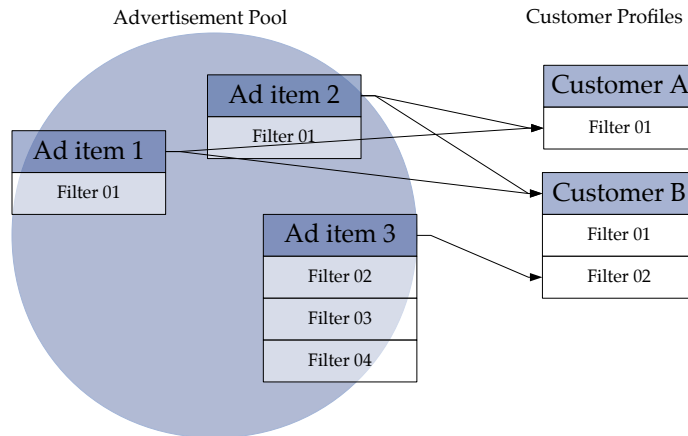 Advertisement Pool
Customer Profiles
Ad item 2
Filter 01
Ad item 1
Filter 01
Ad item 3
Filter 02
Filter 03
Filter 04
Customer A
Filter 01
Customer B
Filter 01
Filter 02